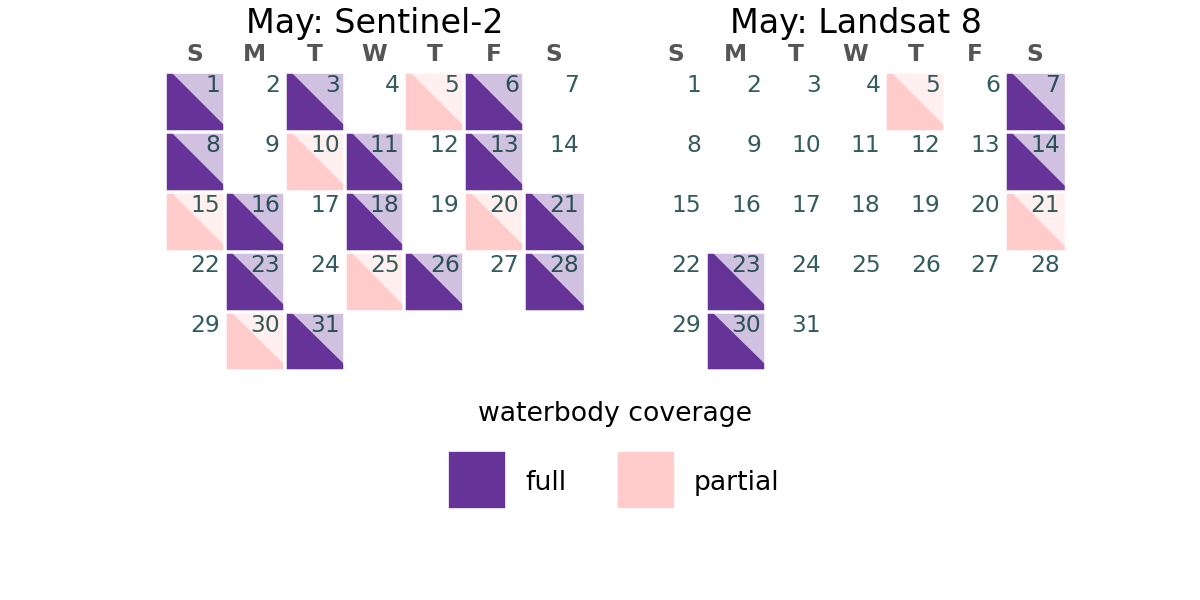 May: Sentinel-2
S M T W T F S
1 2 3 4 5 6 7
8 9 10 11 12 13 14
15 16 17 18 19 20 21
22 23 24 25 26 27 28
29 30 31
May: Landsat 8
S M T W T F S
1 2 3 4 5 6 7
8 9 10 11 12 13 14
15 16 17 18 19 20 21
22 23 24 25 26 27 28
29 30 31
waterbody coverage
full
partial